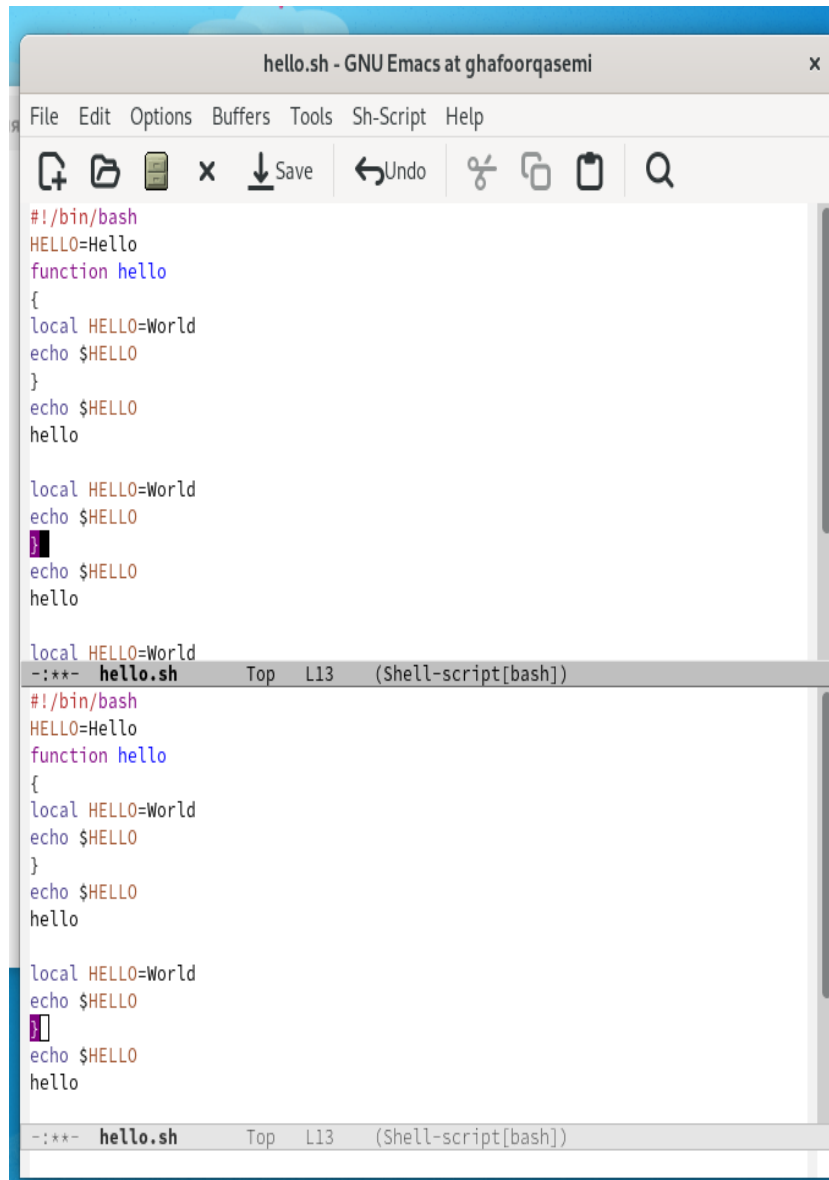 hello.sh - GNU Emacs at ghafoorqasemi x
File Edit Options Buffers Tools Sh-Script Help
Save Undo
#!/bin/bash
HELLO=Hello
function hello
{
local HELLO=World
echo $HELLO
}
echo $HELLO
hello
local HELLO=World
echo $HELLO
}
echo $HELLO
hello
local HELLO=World
-:**- hello.sh Top L13 (Shell-script[bash])
#!/bin/bash
HELLO=Hello
function hello
{
local HELLO=World
echo $HELLO
}
echo $HELLO
hello
local HELLO=World
echo $HELLO
}
echo $HELLO
hello
-:**- hello.sh Top L13 (Shell-script[bash])